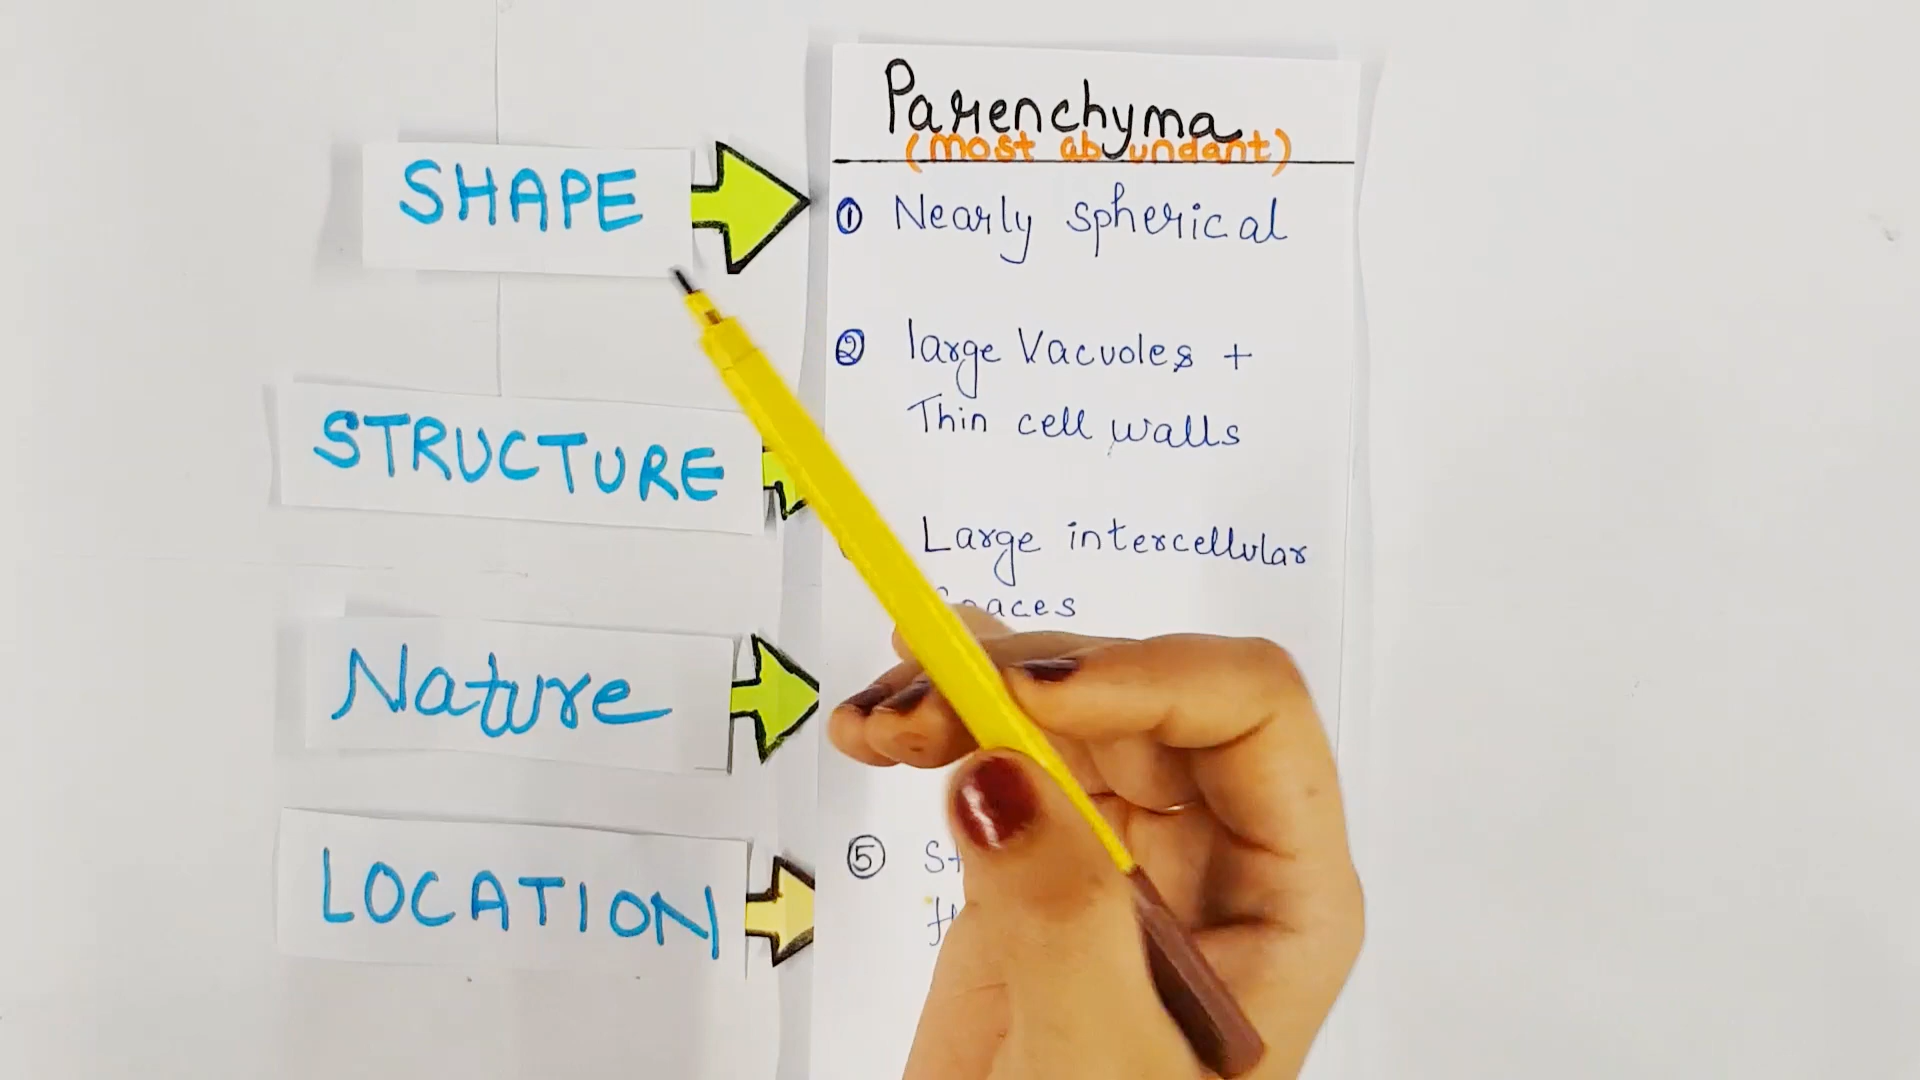 SHAPE
STRUCTURE
Nature
LOCATION
Parenchyma
(most abundant)
① Nearly spherical
② large Vacuoles +
Thin cell walls
Large intercellular
Spaces
⑤